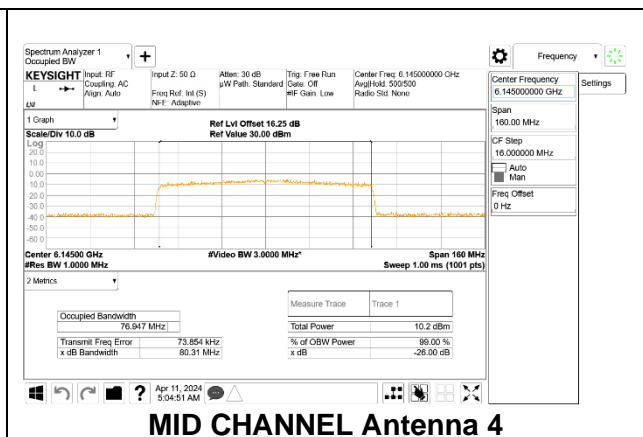 Spectrum Analyzer 1
Occupied BW
Frequency
KEYSIGHT
L
Input: RF
Coupling: AC
Align: Auto
Input Z: 50 Ω
Freq Ref: Int (S)
NFE: Adaptive
Atten: 30 dB
µW Path: Standard
Trig: Free Run
Gate: Off
#IF Gain: Low
Center Freq: 6.145000000 GHz
Avg|Hold: 500/500
Radio Std: None
Center Frequency
6.145000000 GHz
Settings
Span
160.00 MHz
CF Step
16.000000 MHz
Auto
Man
Freq Offset
0 Hz
1 Graph
Scale/Div 10.0 dB
Ref Lvl Offset 16.25 dB
Ref Value 30.00 dBm
Log
20.0
10.0
0.00
-10.0
-20.0
-30.0
-40.0
-50.0
-60.0
Center 6.14500 GHz
#Video BW 3.0000 MHz*
Span 160 MHz
#Res BW 1.0000 MHz
Sweep 1.00 ms (1001 pts)
2 Metrics
Measure Trace
Trace 1
Occupied Bandwidth
76.947 MHz
Total Power
10.2 dBm
Transmit Freq Error
73.854 kHz
% of OBW Power
99.00 %
x dB Bandwidth
80.31 MHz
x dB
-26.00 dB
?
Apr 11, 2024
5:04:51 AM
MID CHANNEL Antenna 4